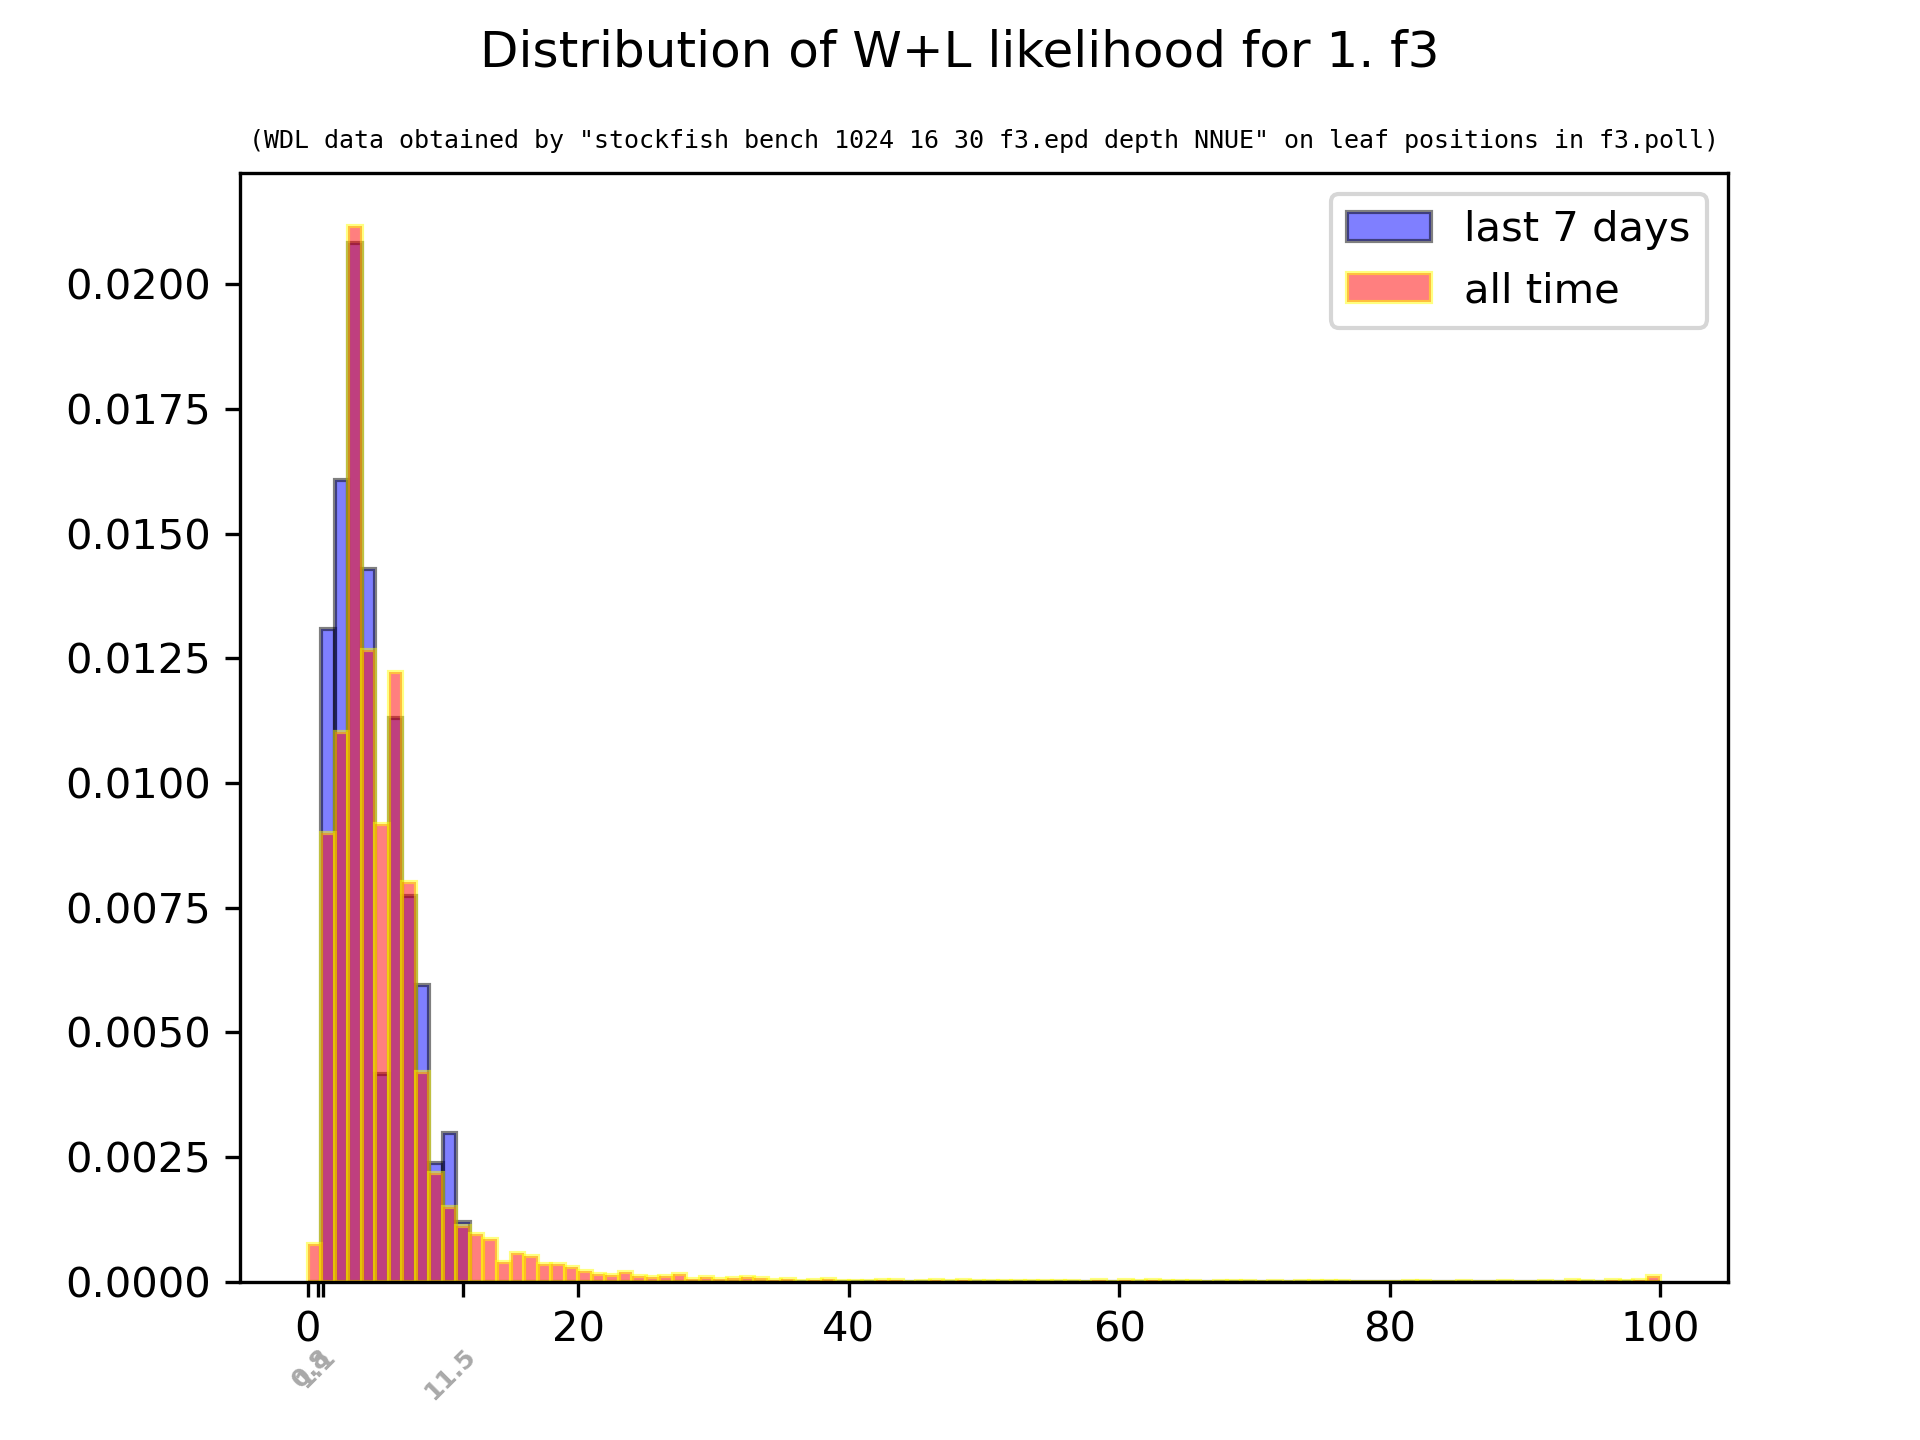 Distribution of W+L likelihood for 1. f3
(WDL data obtained by "stockfish bench 1024 16 30 f3.epd depth NNUE" on leaf positions in f3.poll)
last 7 days
all time
0.0200
0.0175
0.0150
0.0125
0.0100
0.0075
0.0050
0.0025
0.0000
0 20 40 60 80 100
11.5